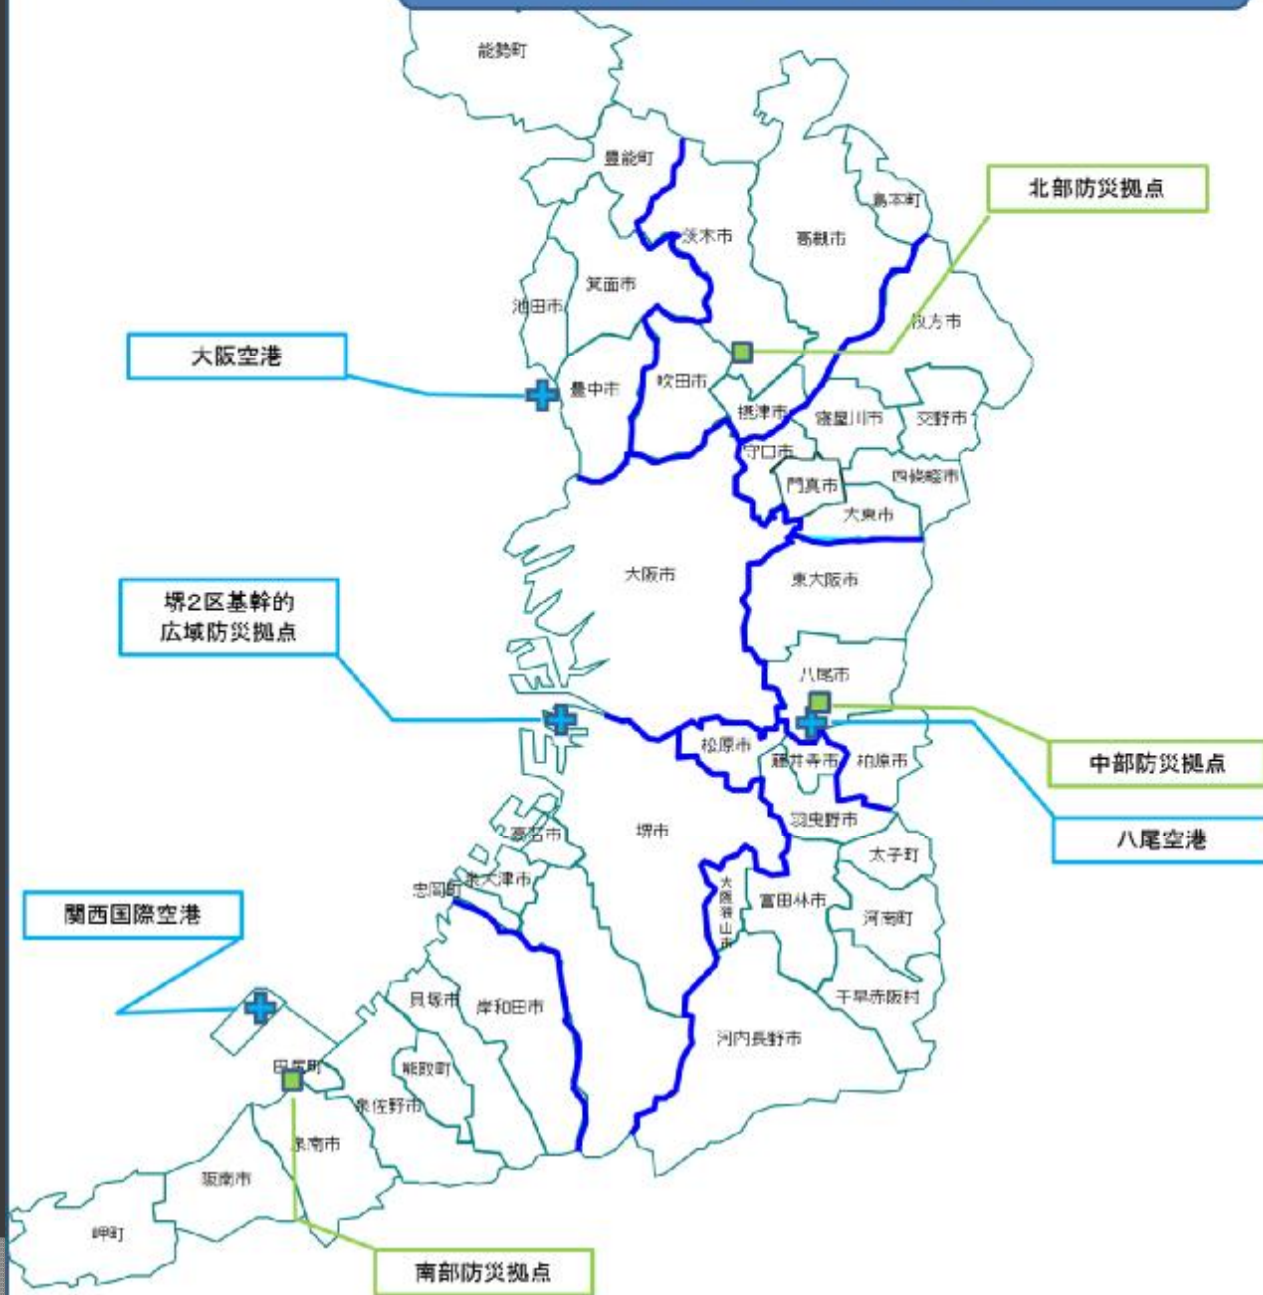 能勢町
豊能町
北部防災拠点
島本町
茨木市
高槻市
箕面市
池田市
枚方市
大阪空港
豊中市
吹田市
摂津市
寝屋川市
交野市
守口市
門真市
四條畷市
大東市
大阪市
東大阪市
堺2区基幹的
広域防災拠点
八尾市
松原市
藤井寺市
柏原市
中部防災拠点
羽曳野市
堺市
八尾空港
高石市
太子町
泉大津市
忠岡町
大阪狭山市
富田林市
河南町
関西国際空港
千早赤阪村
貝塚市
岸和田市
河内長野市
田尻町
熊取町
泉佐野市
泉南市
阪南市
岬町
南部防災拠点